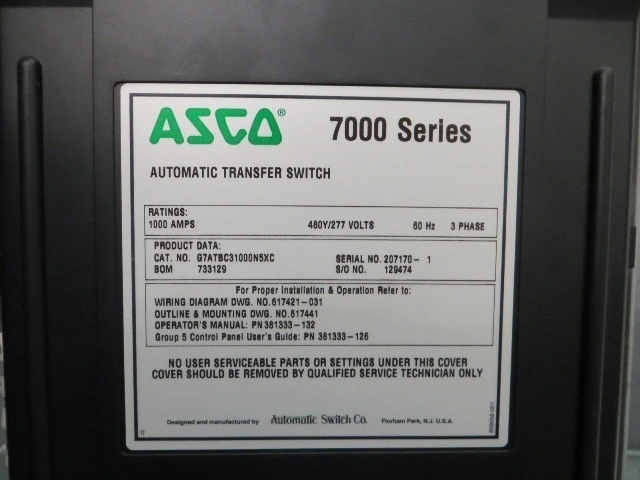 ASCO® 7000 Series
AUTOMATIC TRANSFER SWITCH
RATINGS:
1000 AMPS 480Y/277 VOLTS 60 Hz 3 PHASE
PRODUCT DATA:
CAT. NO. G7ATBC31000N5XC SERIAL NO. 207170-1
BOM 733129 S/O NO. 129474
For Proper Installation & Operation Refer to:
WIRING DIAGRAM DWG. NO.617421-031
OUTLINE & MOUNTING DWG. NO.617441
OPERATOR'S MANUAL: PN 381333-132
Group 5 Control Panel User's Guide: PN 381333-126
NO USER SERVICEABLE PARTS OR SETTINGS UNDER THIS COVER
COVER SHOULD BE REMOVED BY QUALIFIED SERVICE TECHNICIAN ONLY
Designed and manufactured by Automatic Switch Co. Florham Park, N.J. U.S.A.